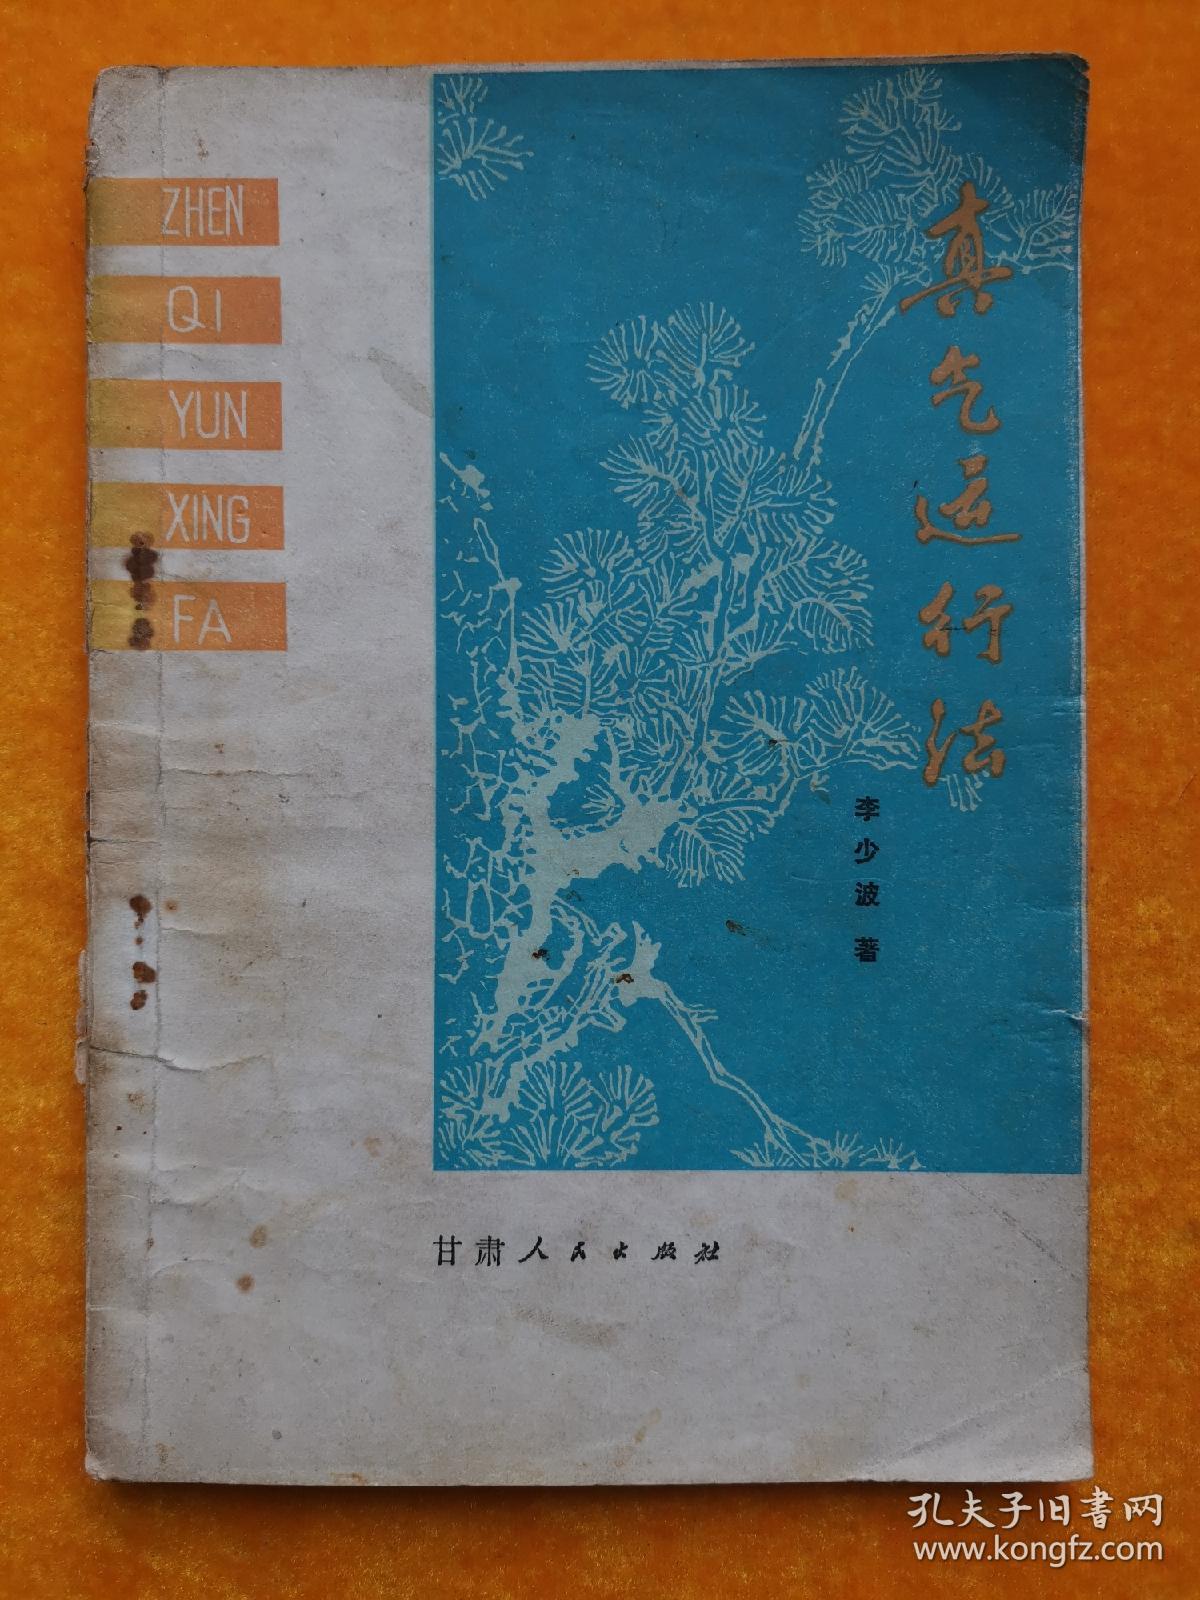 ZHEN
QI
YUN
XING
FA
真气运行法
李少波 著
甘肃人民出版社
孔夫子旧书网
www.kongfz.com